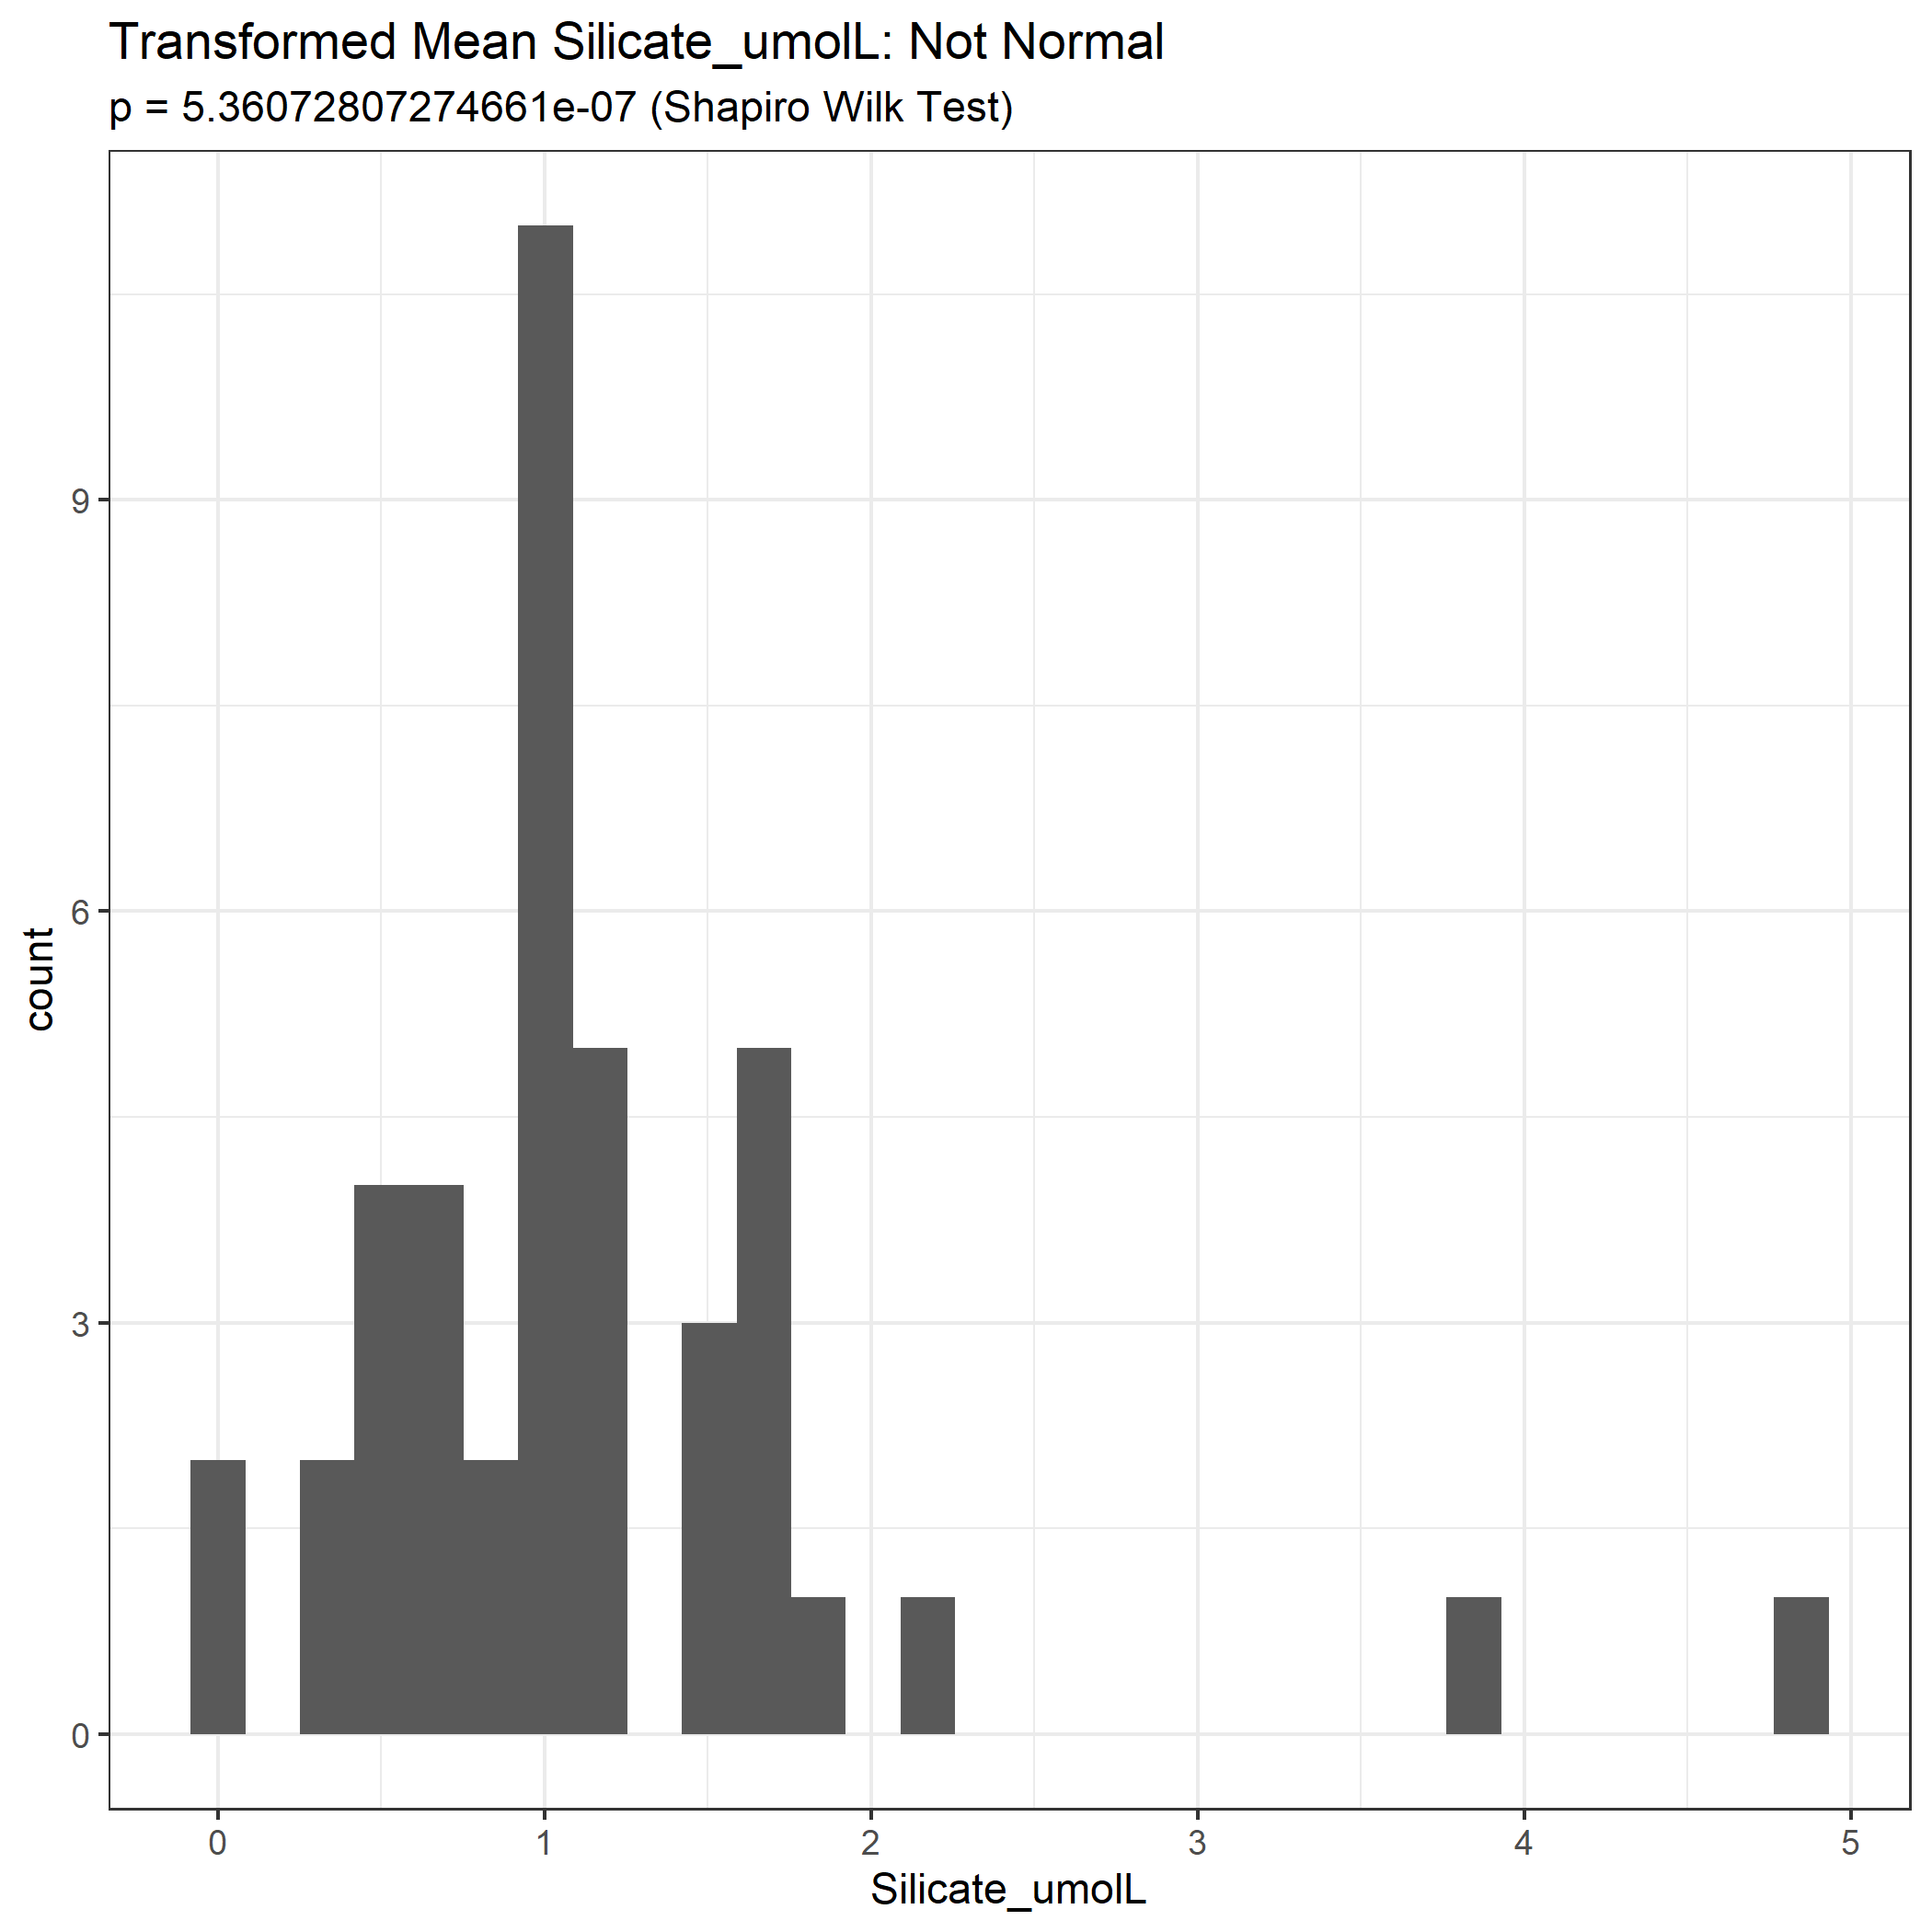 Transformed Mean Silicate_umolL: Not Normal
p = 5.36072807274661e-07 (Shapiro Wilk Test)
9
6
3
0
count
0 1 2 3 4 5
Silicate_umolL